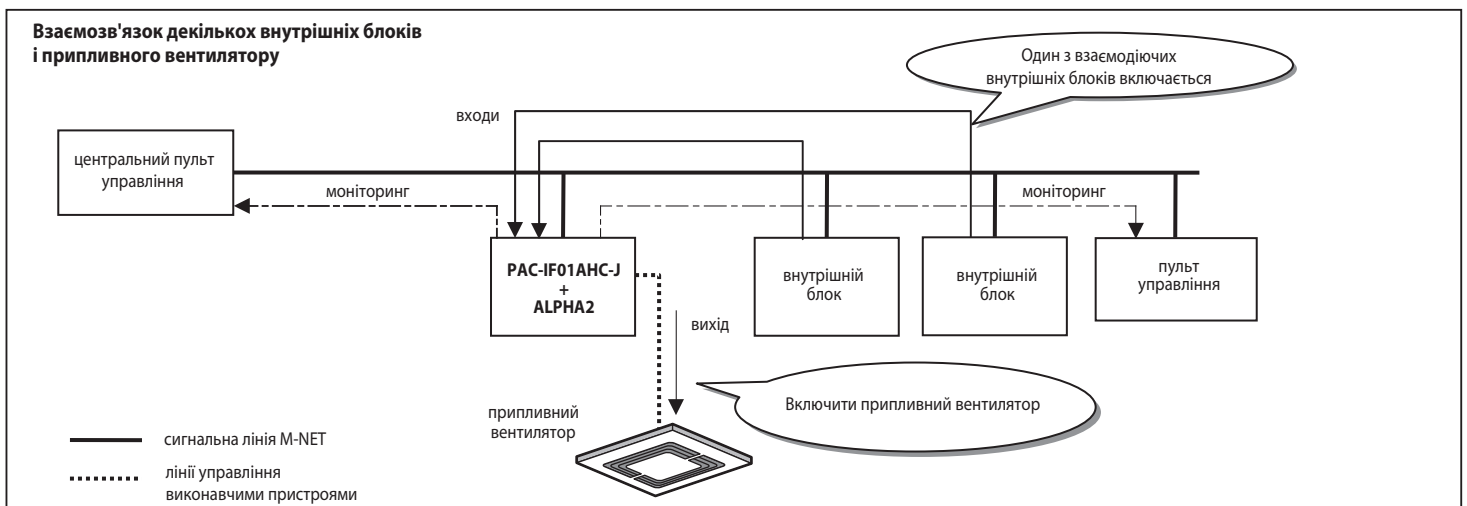 Взаємозв'язок декількох внутрішніх блоків
і припливного вентилятору
Один з взаємодіючих
внутрішніх блоків включається
входи
центральний пульт
управління
моніторинг
моніторинг
PAC-IF01AHC-J
+
ALPHA2
внутрішній
блок
внутрішній
блок
пульт
управління
вихід
Включити припливний вентилятор
припливний
вентилятор
сигнальна лінія M-NET
лінії управління
виконавчими пристроями